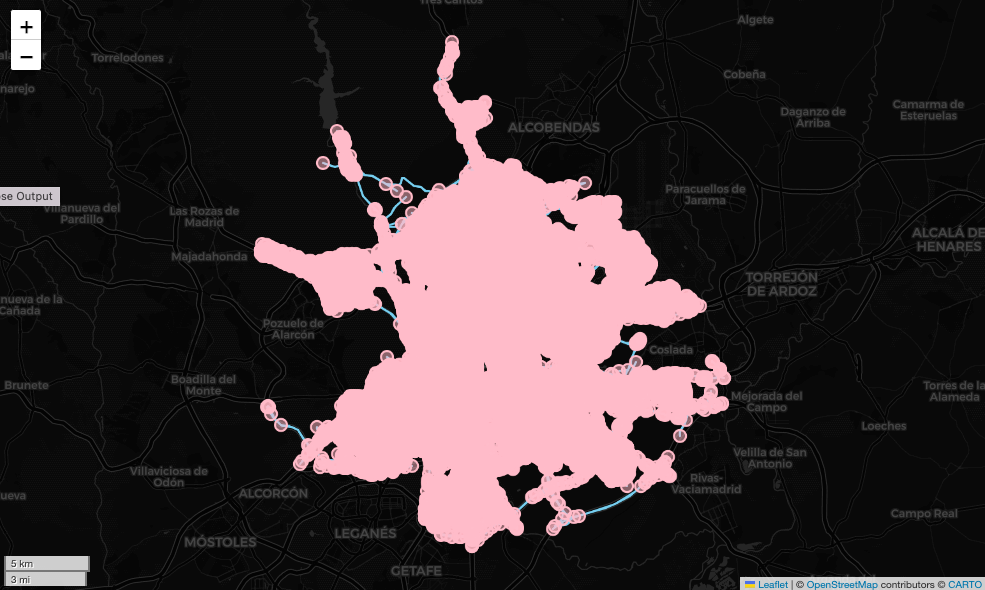 +
Tres Cantos
−
Torrelodones
Algete
Cobeña
narejo
Daganzo de
Arriba
Camarma de
Esteruelas
ALCOBENDAS
ose Output
Villanueva del
Pardillo
Las Rozas de
Madrid
Paracuellos de
Jarama
Majadahonda
ALCALÁ DE
HENARES
TORREJÓN
DE ARDOZ
nueva de la
Cañada
Pozuelo de
Alarcón
Coslada
Brunete
Boadilla del
Monte
Mejorada del
Campo
Torres de la
Alameda
Loeches
Velilla de San
Antonio
Villaviciosa de
Odón
ALCORCÓN
Rivas-
Vaciamadrid
ueva
Campo Real
LEGANÉS
MÓSTOLES
GETAFE
5 km
3 mi
Leaflet | © OpenStreetMap contributors © CARTO